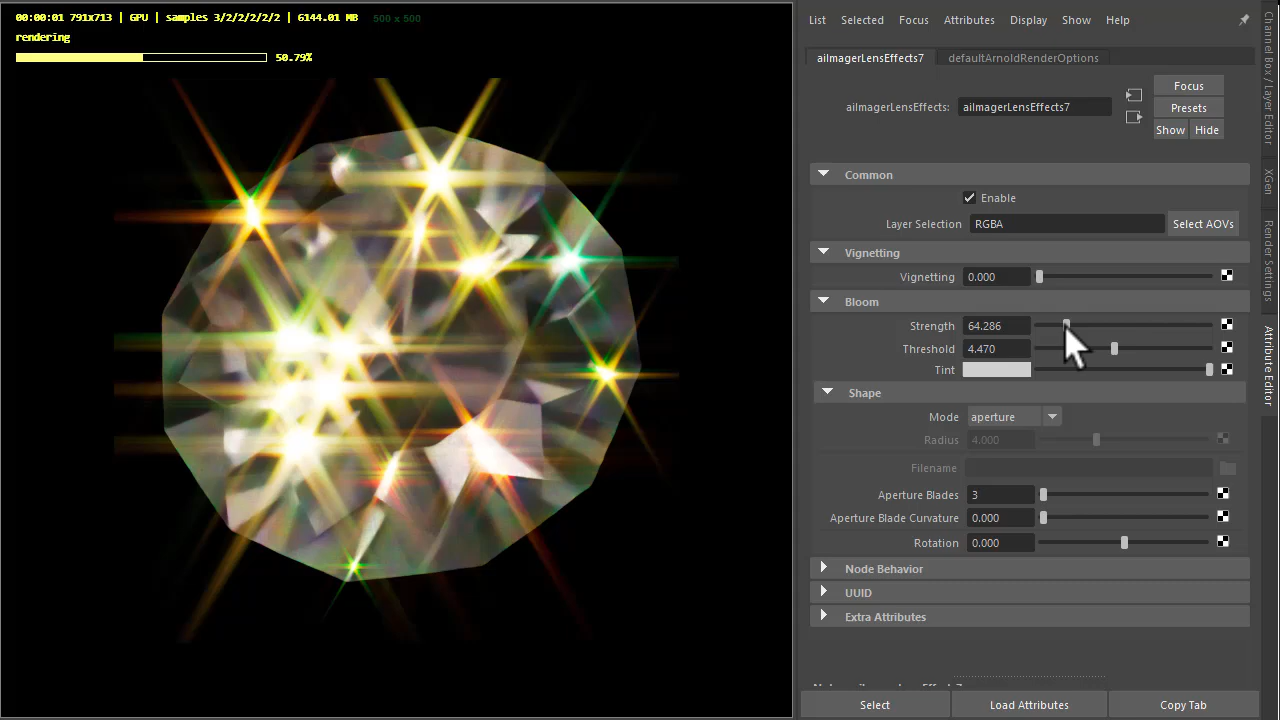 00:00:01 791x713 | GPU | samples 3/2/2/2/2/2 | 6144.01 MB 500 x 500
rendering
50.79%
List Selected Focus Attributes Display Show Help
aiImagerLensEffects7 defaultArnoldRenderOptions
Focus
aiImagerLensEffects: aiImagerLensEffects7
Presets
Show Hide
Common
Enable
Layer Selection RGBA Select AOVs
Vignetting
Vignetting 0.000
Bloom
Strength 64.286
Threshold 4.470
Tint
Shape
Mode aperture
Radius 4.000
Filename
Aperture Blades 3
Aperture Blade Curvature 0.000
Rotation 0.000
Node Behavior
UUID
Extra Attributes
Select Load Attributes Copy Tab
Channel Box / Layer Editor
XGen
Render Settings
Attribute Editor